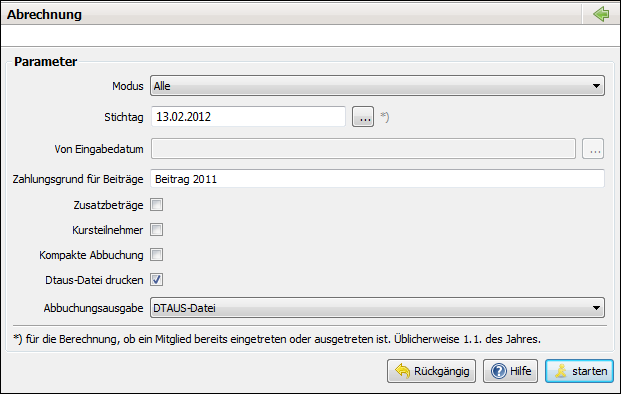 Abrechnung
Parameter
Modus Alle
Stichtag 13.02.2012 ... *)
Von Eingabedatum ...
Zahlungsgrund für Beiträge Beitrag 2011
Zusatzbeträge
Kursteilnehmer
Kompakte Abbuchung
Dtaus-Datei drucken
Abbuchungsausgabe DTAUS-Datei
*) für die Berechnung, ob ein Mitglied bereits eingetreten oder ausgetreten ist. Üblicherweise 1.1. des Jahres.
Rückgängig Hilfe starten